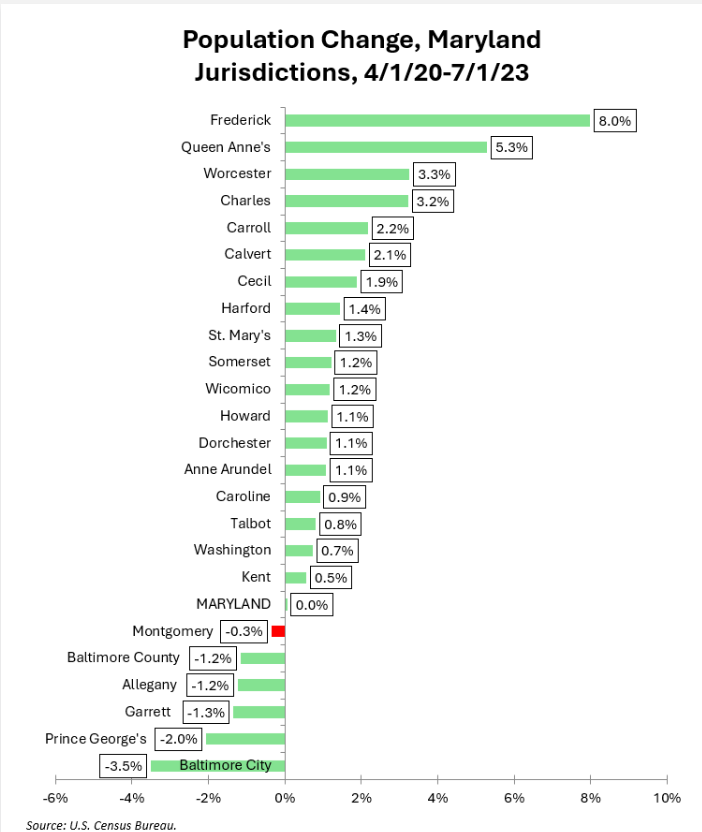 Population Change, Maryland
Jurisdictions, 4/1/20-7/1/23
Frederick 8.0%
Queen Anne's 5.3%
Worcester 3.3%
Charles 3.2%
Carroll 2.2%
Calvert 2.1%
Cecil 1.9%
Harford 1.4%
St. Mary's 1.3%
Somerset 1.2%
Wicomico 1.2%
Howard 1.1%
Dorchester 1.1%
Anne Arundel 1.1%
Caroline 0.9%
Talbot 0.8%
Washington 0.7%
Kent 0.5%
MARYLAND 0.0%
Montgomery -0.3%
Baltimore County -1.2%
Allegany -1.2%
Garrett -1.3%
Prince George's -2.0%
-3.5% Baltimore City
-6% -4% -2% 0% 2% 4% 6% 8% 10%
Source: U.S. Census Bureau.